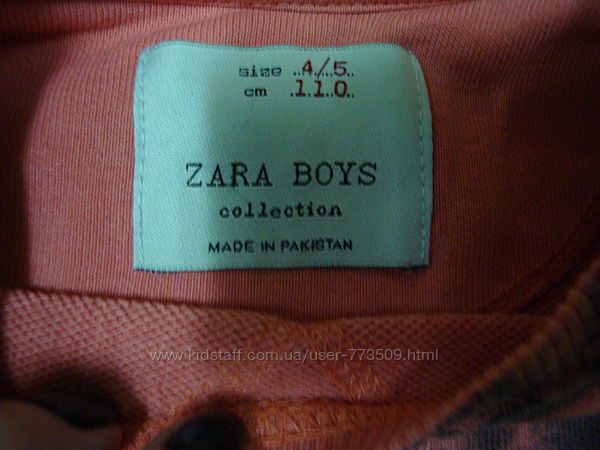 size 4/5
cm 110
ZARA BOYS
collection
MADE IN PAKISTAN
www.kidstaff.com.ua/user-773509.html